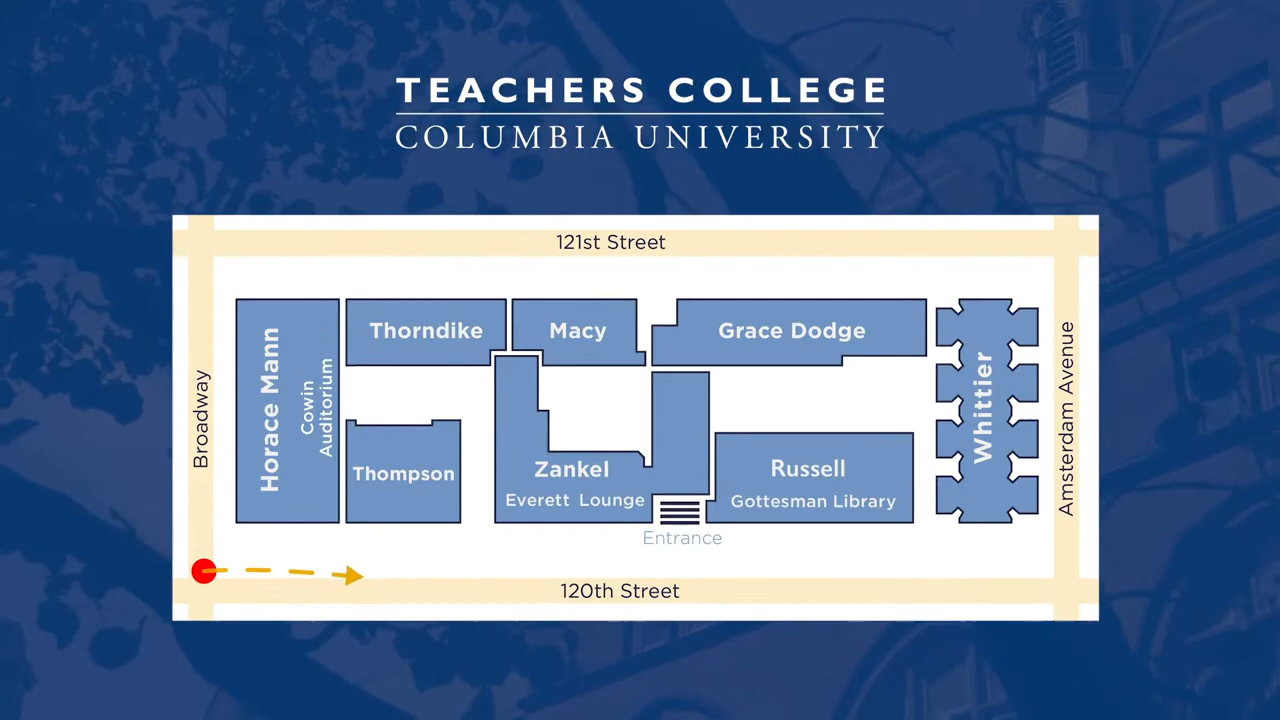 TEACHERS COLLEGE
COLUMBIA UNIVERSITY
121st Street
Thorndike
Macy
Grace Dodge
Broadway
Horace Mann
Cowin
Auditorium
Whittier
Amsterdam Avenue
Thompson
Zankel
Everett Lounge
Russell
Gottesman Library
Entrance
120th Street